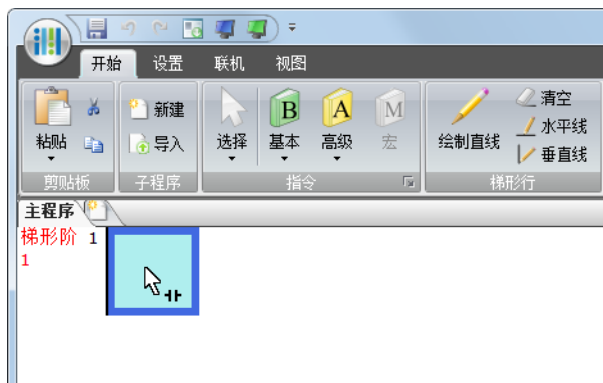 开始 设置 联机 视图
粘贴
剪贴板
新建
导入
子程序
选择
B
基本
A
高级
M
宏
指令
绘制直线
清空
水平线
垂直线
梯形行
主程序
梯形阶 1
1